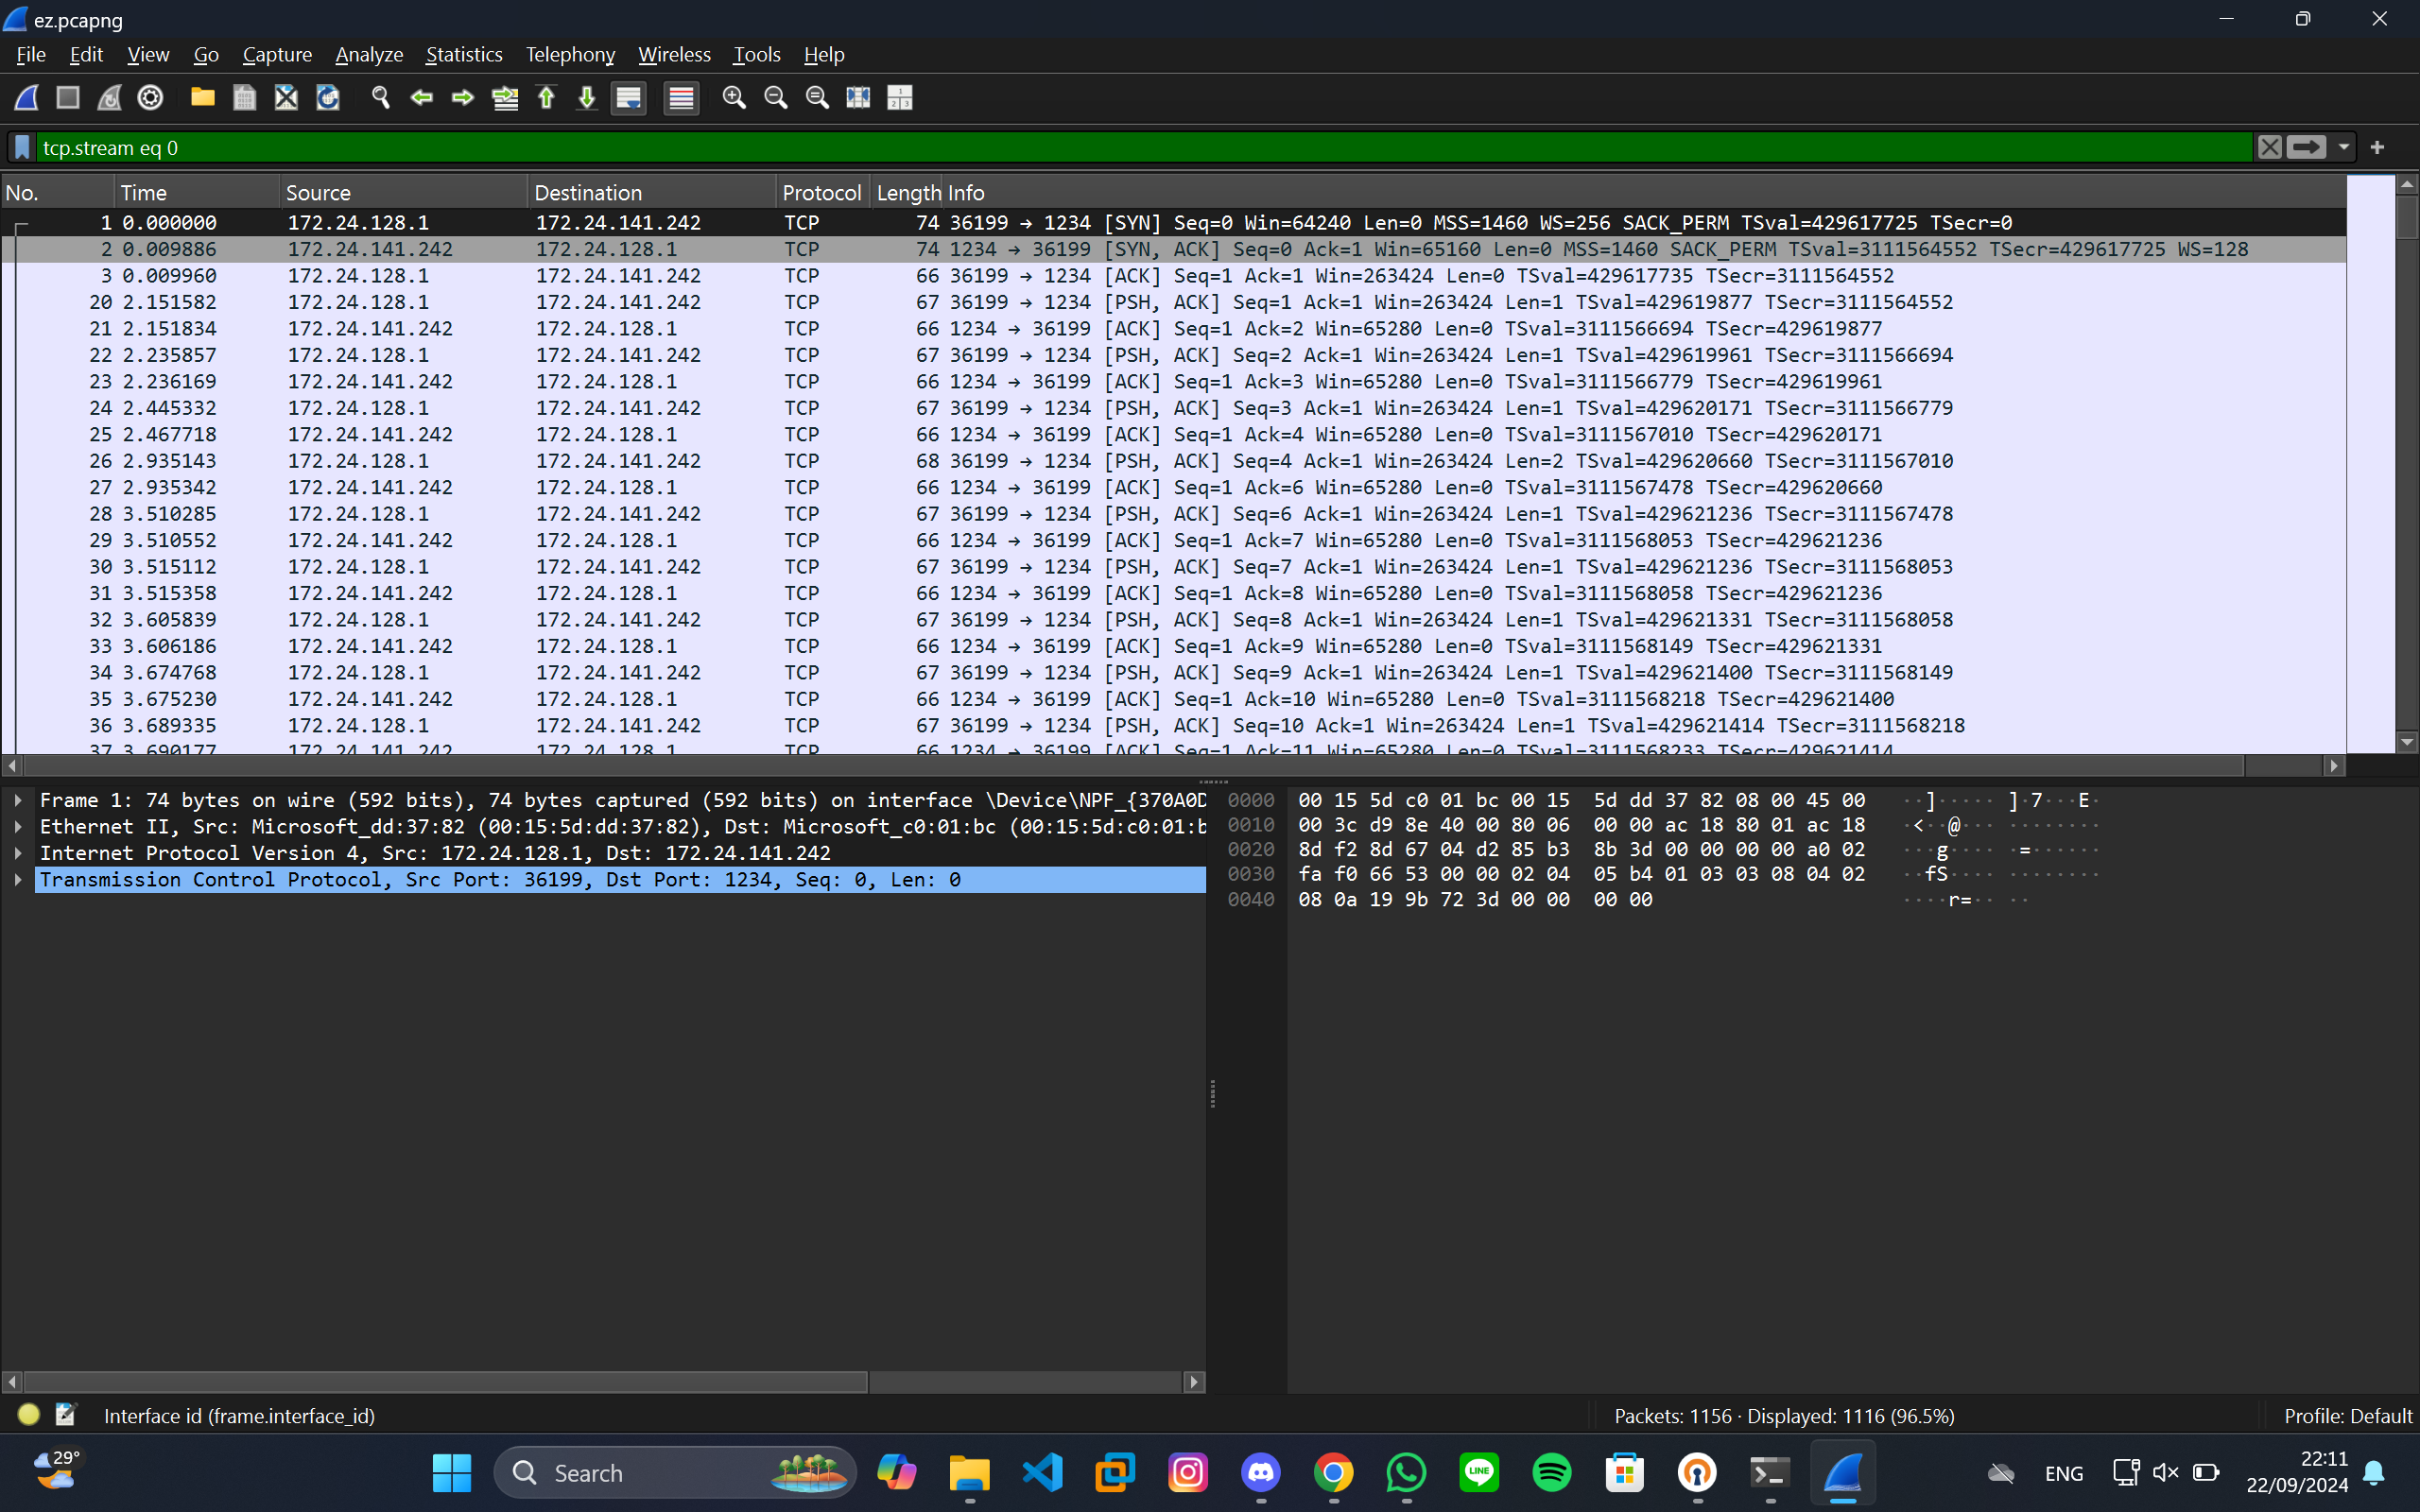 ez.pcapng
File Edit View Go Capture Analyze Statistics Telephony Wireless Tools Help
tcp.stream eq 0
No. Time Source Destination Protocol Length Info
1 0.000000 172.24.128.1 172.24.141.242 TCP 74 36199 → 1234 [SYN] Seq=0 Win=64240 Len=0 MSS=1460 WS=256 SACK_PERM TSval=429617725 TSecr=0
2 0.009886 172.24.141.242 172.24.128.1 TCP 74 1234 → 36199 [SYN, ACK] Seq=0 Ack=1 Win=65160 Len=0 MSS=1460 SACK_PERM TSval=3111564552 TSecr=429617725 WS=128
3 0.009960 172.24.128.1 172.24.141.242 TCP 66 36199 → 1234 [ACK] Seq=1 Ack=1 Win=263424 Len=0 TSval=429617735 TSecr=3111564552
20 2.151582 172.24.128.1 172.24.141.242 TCP 67 36199 → 1234 [PSH, ACK] Seq=1 Ack=1 Win=263424 Len=1 TSval=429619877 TSecr=3111564552
21 2.151834 172.24.141.242 172.24.128.1 TCP 66 1234 → 36199 [ACK] Seq=1 Ack=2 Win=65280 Len=0 TSval=3111566694 TSecr=429619877
22 2.235857 172.24.128.1 172.24.141.242 TCP 67 36199 → 1234 [PSH, ACK] Seq=2 Ack=1 Win=263424 Len=1 TSval=429619961 TSecr=3111566694
23 2.236169 172.24.141.242 172.24.128.1 TCP 66 1234 → 36199 [ACK] Seq=1 Ack=3 Win=65280 Len=0 TSval=3111566779 TSecr=429619961
24 2.445332 172.24.128.1 172.24.141.242 TCP 67 36199 → 1234 [PSH, ACK] Seq=3 Ack=1 Win=263424 Len=1 TSval=429620171 TSecr=3111566779
25 2.467718 172.24.141.242 172.24.128.1 TCP 66 1234 → 36199 [ACK] Seq=1 Ack=4 Win=65280 Len=0 TSval=3111567010 TSecr=429620171
26 2.935143 172.24.128.1 172.24.141.242 TCP 68 36199 → 1234 [PSH, ACK] Seq=4 Ack=1 Win=263424 Len=2 TSval=429620660 TSecr=3111567010
27 2.935342 172.24.141.242 172.24.128.1 TCP 66 1234 → 36199 [ACK] Seq=1 Ack=6 Win=65280 Len=0 TSval=3111567478 TSecr=429620660
28 3.510285 172.24.128.1 172.24.141.242 TCP 67 36199 → 1234 [PSH, ACK] Seq=6 Ack=1 Win=263424 Len=1 TSval=429621236 TSecr=3111567478
29 3.510552 172.24.141.242 172.24.128.1 TCP 66 1234 → 36199 [ACK] Seq=1 Ack=7 Win=65280 Len=0 TSval=3111568053 TSecr=429621236
30 3.515112 172.24.128.1 172.24.141.242 TCP 67 36199 → 1234 [PSH, ACK] Seq=7 Ack=1 Win=263424 Len=1 TSval=429621236 TSecr=3111568053
31 3.515358 172.24.141.242 172.24.128.1 TCP 66 1234 → 36199 [ACK] Seq=1 Ack=8 Win=65280 Len=0 TSval=3111568058 TSecr=429621236
32 3.605839 172.24.128.1 172.24.141.242 TCP 67 36199 → 1234 [PSH, ACK] Seq=8 Ack=1 Win=263424 Len=1 TSval=429621331 TSecr=3111568058
33 3.606186 172.24.141.242 172.24.128.1 TCP 66 1234 → 36199 [ACK] Seq=1 Ack=9 Win=65280 Len=0 TSval=3111568149 TSecr=429621331
34 3.674768 172.24.128.1 172.24.141.242 TCP 67 36199 → 1234 [PSH, ACK] Seq=9 Ack=1 Win=263424 Len=1 TSval=429621400 TSecr=3111568149
35 3.675230 172.24.141.242 172.24.128.1 TCP 66 1234 → 36199 [ACK] Seq=1 Ack=10 Win=65280 Len=0 TSval=3111568218 TSecr=429621400
36 3.689335 172.24.128.1 172.24.141.242 TCP 67 36199 → 1234 [PSH, ACK] Seq=10 Ack=1 Win=263424 Len=1 TSval=429621414 TSecr=3111568218
37 3.690177 172.24.141.242 172.24.128.1 TCP 66 1234 → 36199 [ACK] Seq=1 Ack=11 Win=65280 Len=0 TSval=3111568233 TSecr=429621414
Frame 1: 74 bytes on wire (592 bits), 74 bytes captured (592 bits) on interface \Device\NPF_{370A0D
Ethernet II, Src: Microsoft_dd:37:82 (00:15:5d:dd:37:82), Dst: Microsoft_c0:01:bc (00:15:5d:c0:01:b
Internet Protocol Version 4, Src: 172.24.128.1, Dst: 172.24.141.242
Transmission Control Protocol, Src Port: 36199, Dst Port: 1234, Seq: 0, Len: 0
0000 00 15 5d c0 01 bc 00 15 5d dd 37 82 08 00 45 00 ··]····· ]·7···E·
0010 00 3c d9 8e 40 00 80 06 00 00 ac 18 80 01 ac 18 ·<··@··· ········
0020 8d f2 8d 67 04 d2 85 b3 8b 3d 00 00 00 00 a0 02 ···g···· ·=······
0030 fa f0 66 53 00 00 02 04 05 b4 01 03 03 08 04 02 ··fS···· ········
0040 08 0a 19 9b 72 3d 00 00 00 00 ····r=·· ··
Interface id (frame.interface_id)
Packets: 1156 · Displayed: 1116 (96.5%)
Profile: Default
29°
Search
LINE
ENG
22:11
22/09/2024